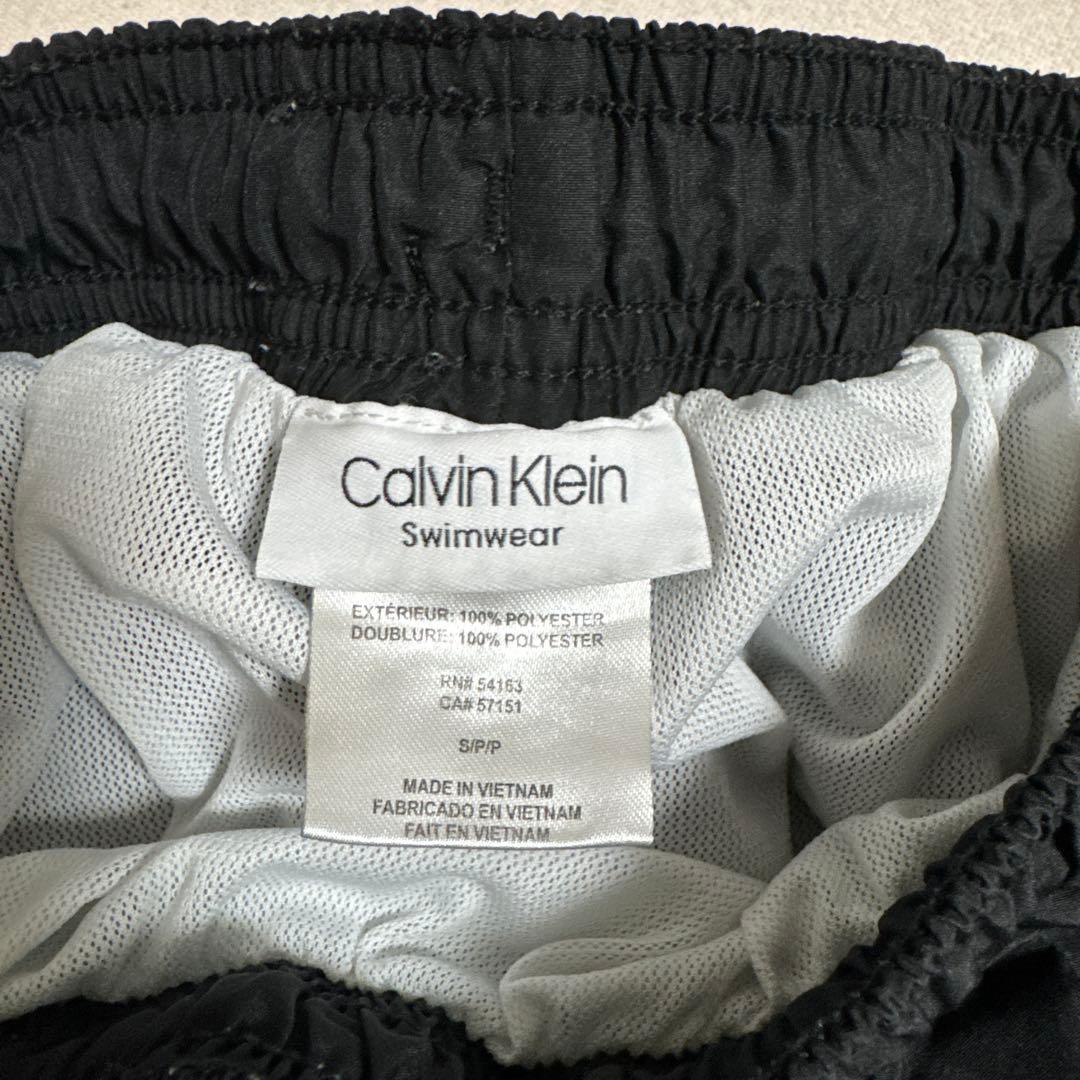 Calvin Klein
Swimwear
EXTÉRIEUR: 100% POLYESTER
DOUBLURE: 100% POLYESTER
RN# 54163
CA# 57151
S/P/P
MADE IN VIETNAM
FABRICADO EN VIETNAM
FAIT EN VIETNAM